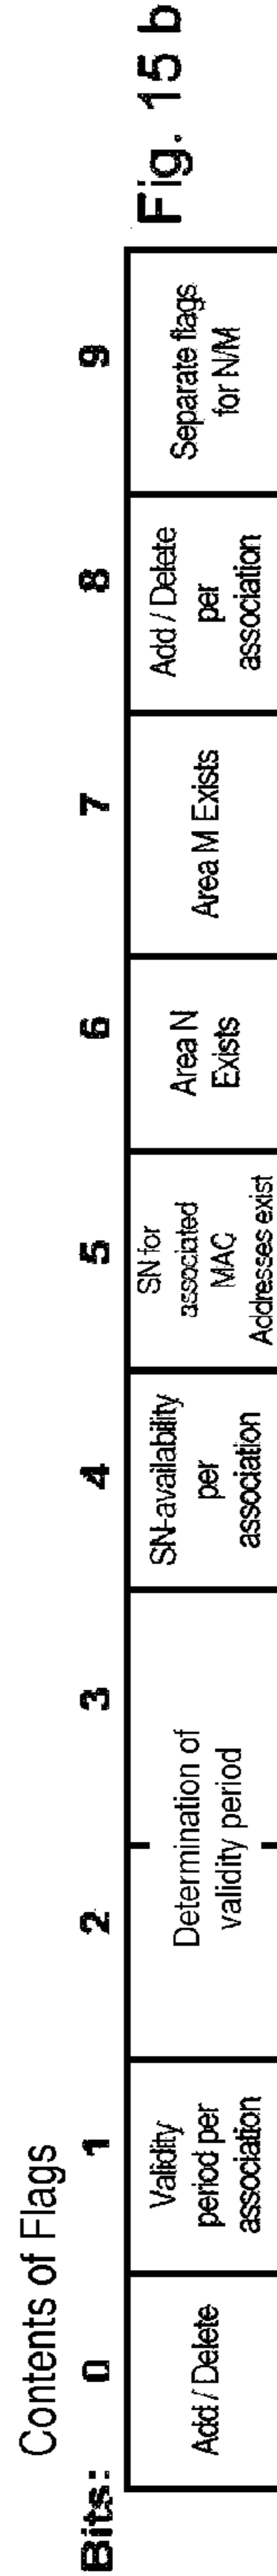 Contents of Flags
Bits: 0 1 2 3 4 5 6 7 8 9
Add / Delete
Validity
period per
association
Determination of
validity period
SN-availability
per
association
SN for
associated
MAC
Addresses exist
Area N
Exists
Area M Exists
Add / Delete
per
association
Separate flags
for N/M
Fig. 15 b